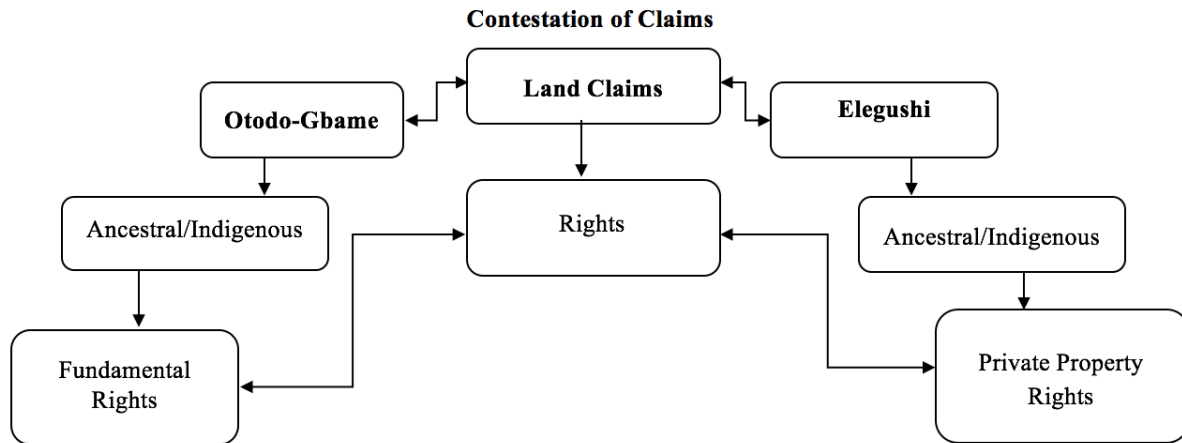 Contestation of Claims
Land Claims
Otodo-Gbame
Elegushi
Ancestral/Indigenous
Rights
Ancestral/Indigenous
Fundamental
Rights
Private Property
Rights